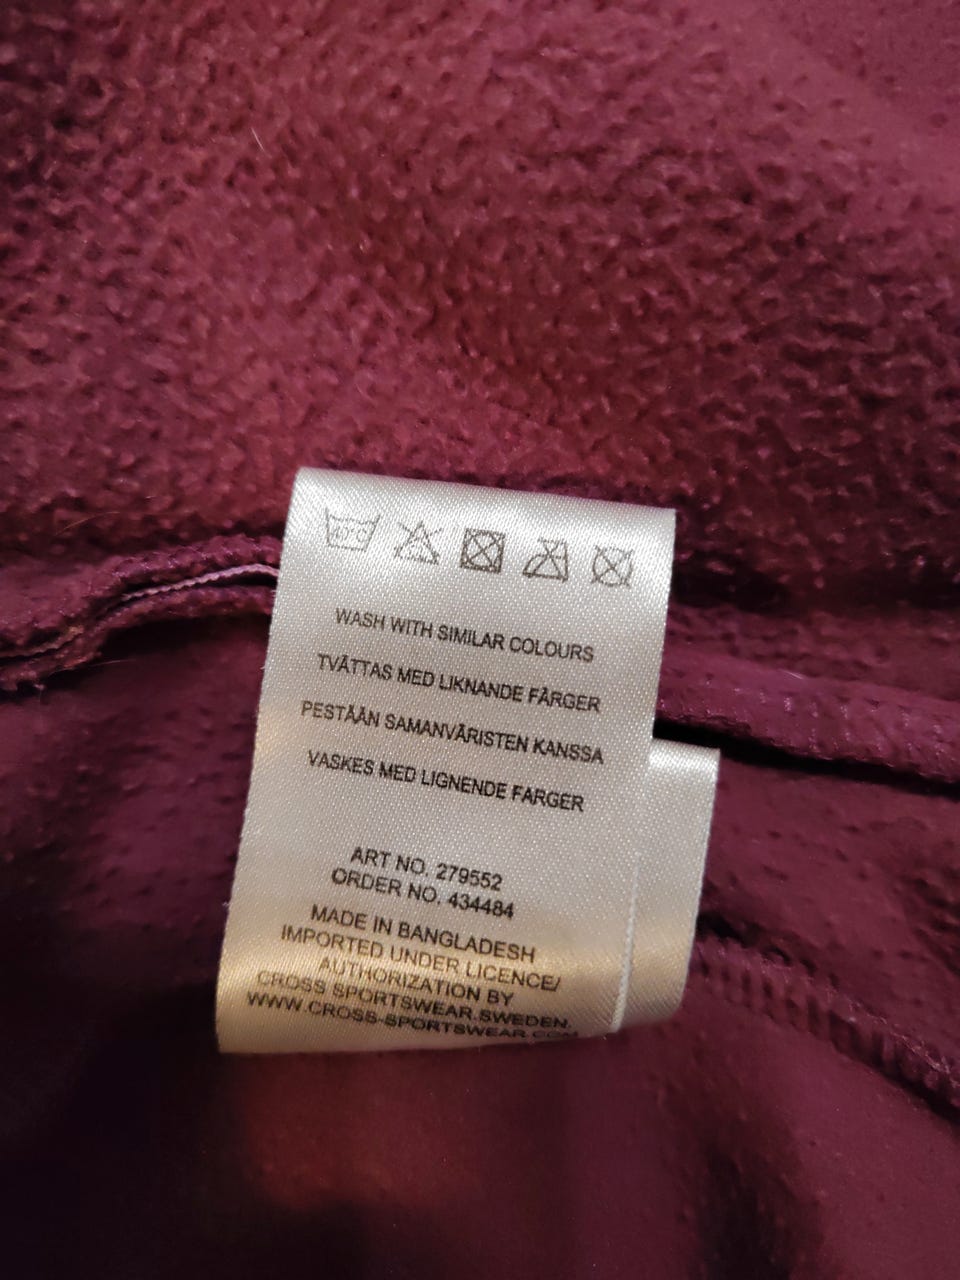 40°C
WASH WITH SIMILAR COLOURS
TVÄTTAS MED LIKNANDE FÄRGER
PESTÄÄN SAMANVÄRISTEN KANSSA
VASKES MED LIGNENDE FARGER
ART NO. 279552
ORDER NO. 434484
MADE IN BANGLADESH
IMPORTED UNDER LICENCE/
AUTHORIZATION BY
CROSS SPORTSWEAR.SWEDEN.
WWW.CROSS-SPORTSWEAR.COM